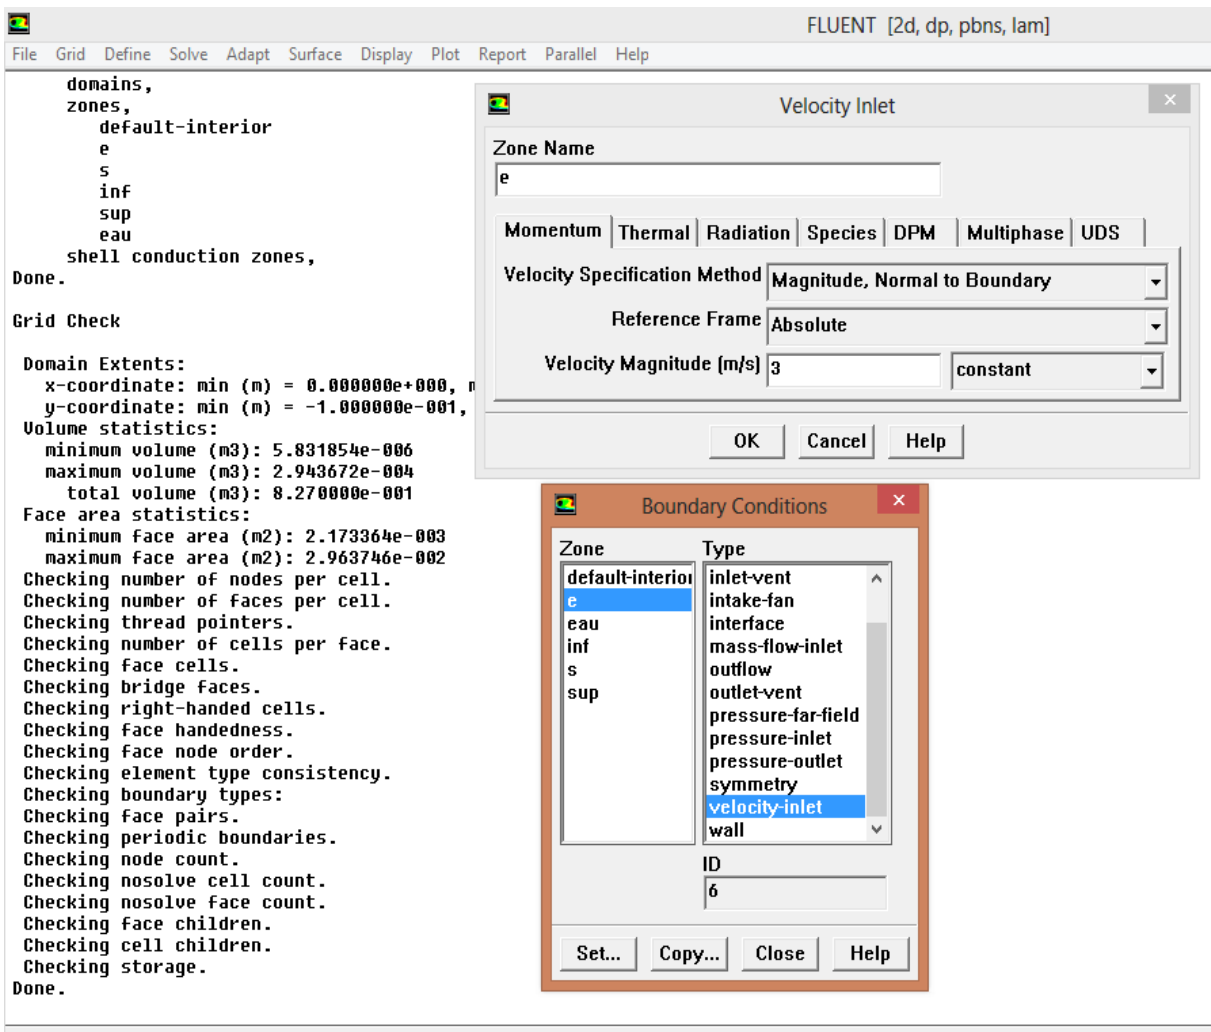 FLUENT [2d, dp, pbns, lam]
File Grid Define Solve Adapt Surface Display Plot Report Parallel Help
domains,
zones,
default-interior
e
s
inf
sup
eau
shell conduction zones,
Done.
Grid Check
Domain Extents:
x-coordinate: min (m) = 0.000000e+000,
y-coordinate: min (m) = -1.000000e-001,
Volume statistics:
minimum volume (m3): 5.831854e-006
maximum volume (m3): 2.943672e-004
total volume (m3): 8.270000e-001
Face area statistics:
minimum face area (m2): 2.173364e-003
maximum face area (m2): 2.963746e-002
Checking number of nodes per cell.
Checking number of faces per cell.
Checking thread pointers.
Checking number of cells per face.
Checking face cells.
Checking bridge faces.
Checking right-handed cells.
Checking face handedness.
Checking face node order.
Checking element type consistency.
Checking boundary types:
Checking face pairs.
Checking periodic boundaries.
Checking node count.
Checking nosolve cell count.
Checking nosolve face count.
Checking face children.
Checking cell children.
Checking storage.
Done.
Velocity Inlet
Zone Name
e
Momentum Thermal Radiation Species DPM Multiphase UDS
Velocity Specification Method Magnitude, Normal to Boundary
Reference Frame Absolute
Velocity Magnitude (m/s) 3 constant
OK Cancel Help
Boundary Conditions
Zone
default-interior
e
eau
inf
s
sup
Type
inlet-vent
intake-fan
interface
mass-flow-inlet
outflow
outlet-vent
pressure-far-field
pressure-inlet
pressure-outlet
symmetry
velocity-inlet
wall
ID
6
Set... Copy... Close Help